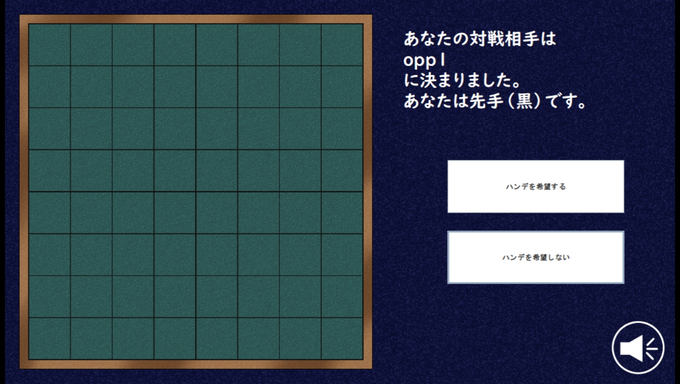 あなたの対戦相手は
opp1
に決まりました。
あなたは先手(黒)です。
ハンデを希望する
ハンデを希望しない